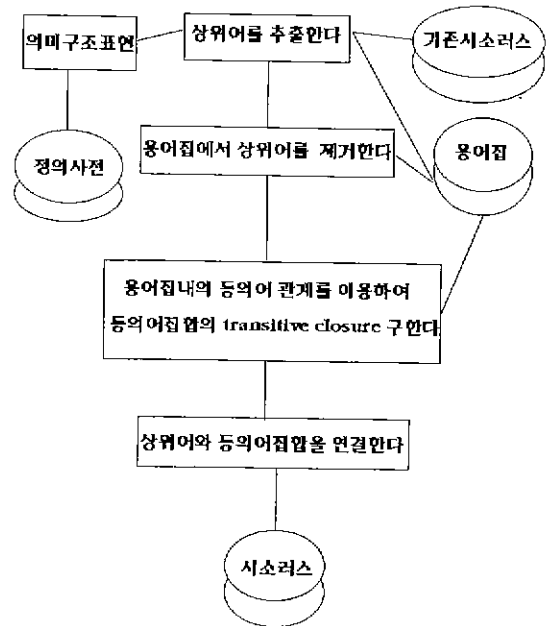 의미구조표현
상위어를 추출한다
기존시소러스
정의사전
용어집에서 상위어를 제거한다
용어집
용어집내의 동의어 관계를 이용하여
동의어집합의 transitive closure 구한다
상위어와 동의어집합을 연결한다
시소러스